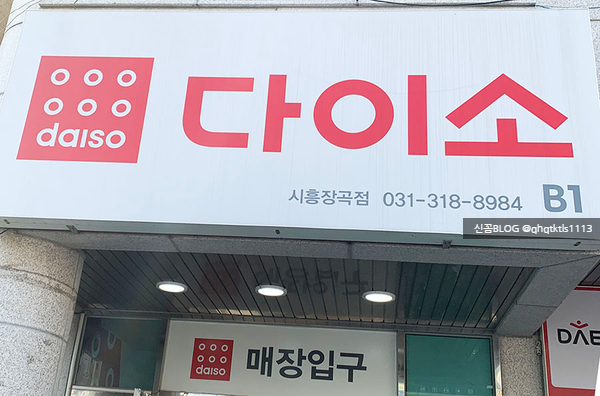 daiso 다이소
시흥장곡점 031-318-8984 B1
신꼼BLOG @qhqtktls1113
daiso 매장입구